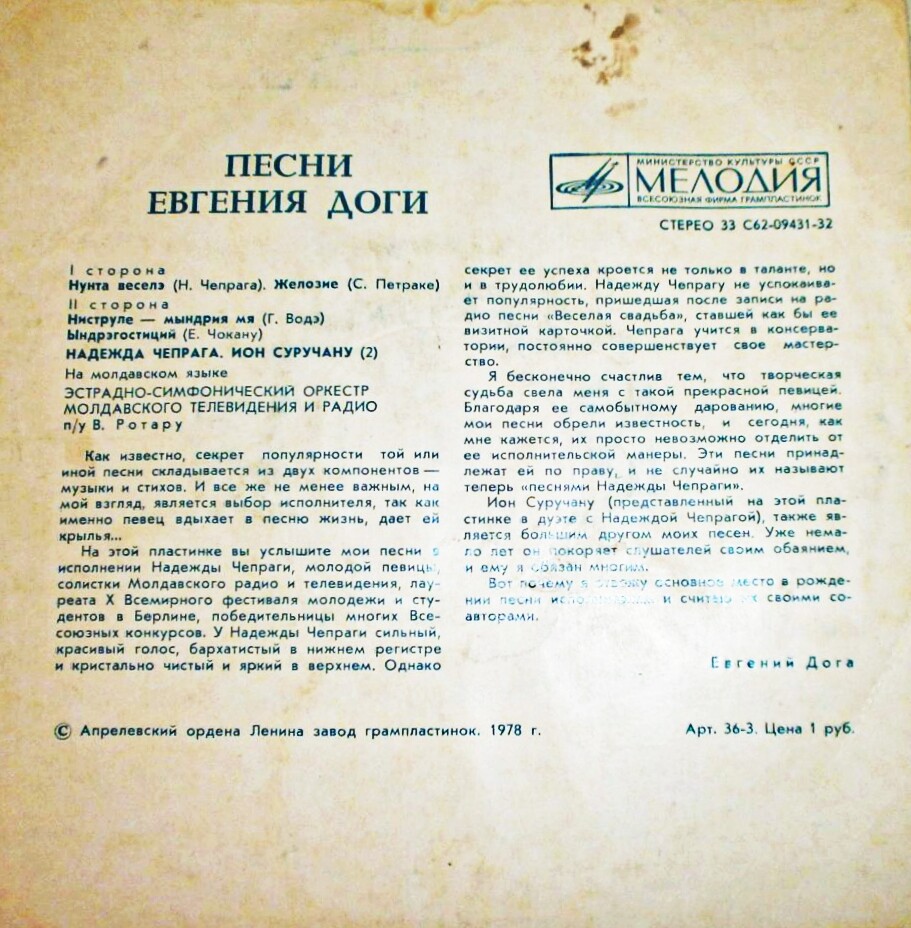 ПЕСНИ
ЕВГЕНИЯ ДОГИ
МИНИСТЕРСТВО КУЛЬТУРЫ СССР
МЕЛОДИЯ
ВСЕСОЮЗНАЯ ФИРМА ГРАМПЛАСТИНОК
СТЕРЕО 33 С62-09431-32
I сторона
Нунта веселэ (Н. Чепрага). Желозие (С. Петраке)
II сторона
Ниструле — мындрия мя (Г. Водэ)
Ындрэгостиций (Е. Чокану)
НАДЕЖДА ЧЕПРАГА. ИОН СУРУЧАНУ (2)
На молдавском языке
ЭСТРАДНО-СИМФОНИЧЕСКИЙ ОРКЕСТР
МОЛДАВСКОГО ТЕЛЕВИДЕНИЯ И РАДИО
п/у В. Ротару
Как известно, секрет популярности той или
иной песни складывается из двух компонентов —
музыки и стихов. И все же не менее важным, на
мой взгляд, является выбор исполнителя, так как
именно певец вдыхает в песню жизнь, дает ей
крылья...
На этой пластинке вы услышите мои песни в
исполнении Надежды Чепраги, молодой певицы,
солистки Молдавского радио и телевидения, лау-
реата X Всемирного фестиваля молодежи и сту-
дентов в Берлине, победительницы многих Все-
союзных конкурсов. У Надежды Чепраги сильный,
красивый голос, бархатистый в нижнем регистре
и кристально чистый и яркий в верхнем. Однако
секрет ее успеха кроется не только в таланте, но
и в трудолюбии. Надежду Чепрагу не успокаива-
ет популярность, пришедшая после записи на ра-
дио песни «Веселая свадьба», ставшей как бы ее
визитной карточкой. Чепрага учится в консерва-
тории, постоянно совершенствует свое мастер-
ство.
Я бесконечно счастлив тем, что творческая
судьба свела меня с такой прекрасной певицей.
Благодаря ее самобытному дарованию, многие
мои песни обрели известность, и сегодня, как
мне кажется, их просто невозможно отделить от
ее исполнительской манеры. Эти песни принад-
лежат ей по праву, и не случайно их называют
теперь «песнями Надежды Чепраги».
Ион Суручану (представленный на этой пла-
стинке в дуэте с Надеждой Чепрагой), также яв-
ляется большим другом моих песен. Уже нема-
ло лет он покоряет слушателей своим обаянием,
и ему я обязан многим.
Вот почему я отвожу основное место в рожде-
нии песни и считаю их своими со-
авторами.
Евгений Дога
© Апрелевский ордена Ленина завод грампластинок. 1978 г.
Арт. 36-3. Цена 1 руб.